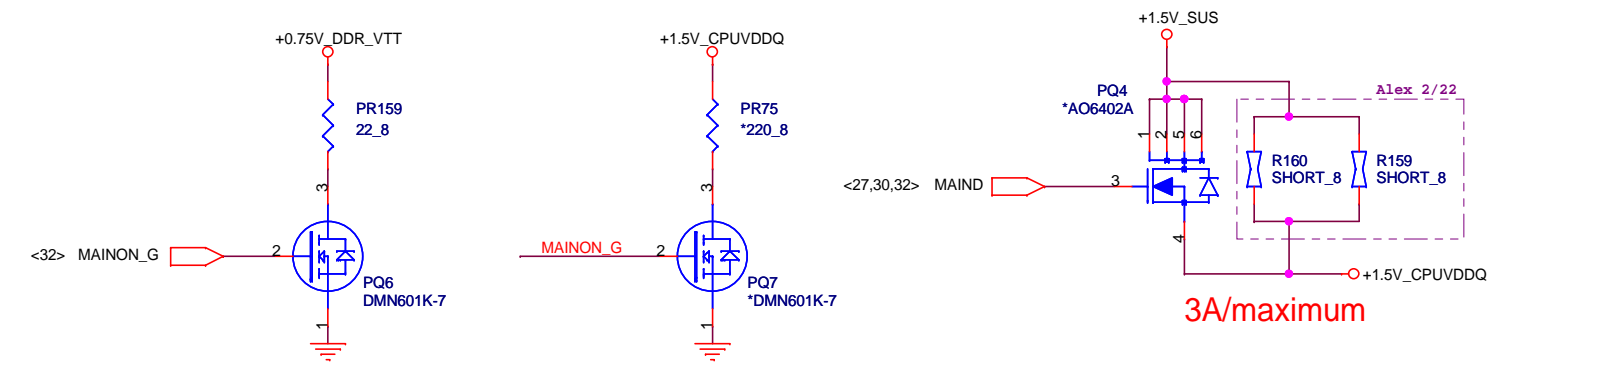 +0.75V_DDR_VTT
PR159
22_8
3
<32> MAINON_G
2
PQ6
DMN601K-7
1
+1.5V_CPUVDDQ
PR75
*220_8
3
MAINON_G
2
PQ7
*DMN601K-7
1
+1.5V_SUS
PQ4
*AO6402A
1
2
5
6
<27,30,32> MAIND
3
4
Alex 2/22
R160
SHORT_8
R159
SHORT_8
+1.5V_CPUVDDQ
3A/maximum